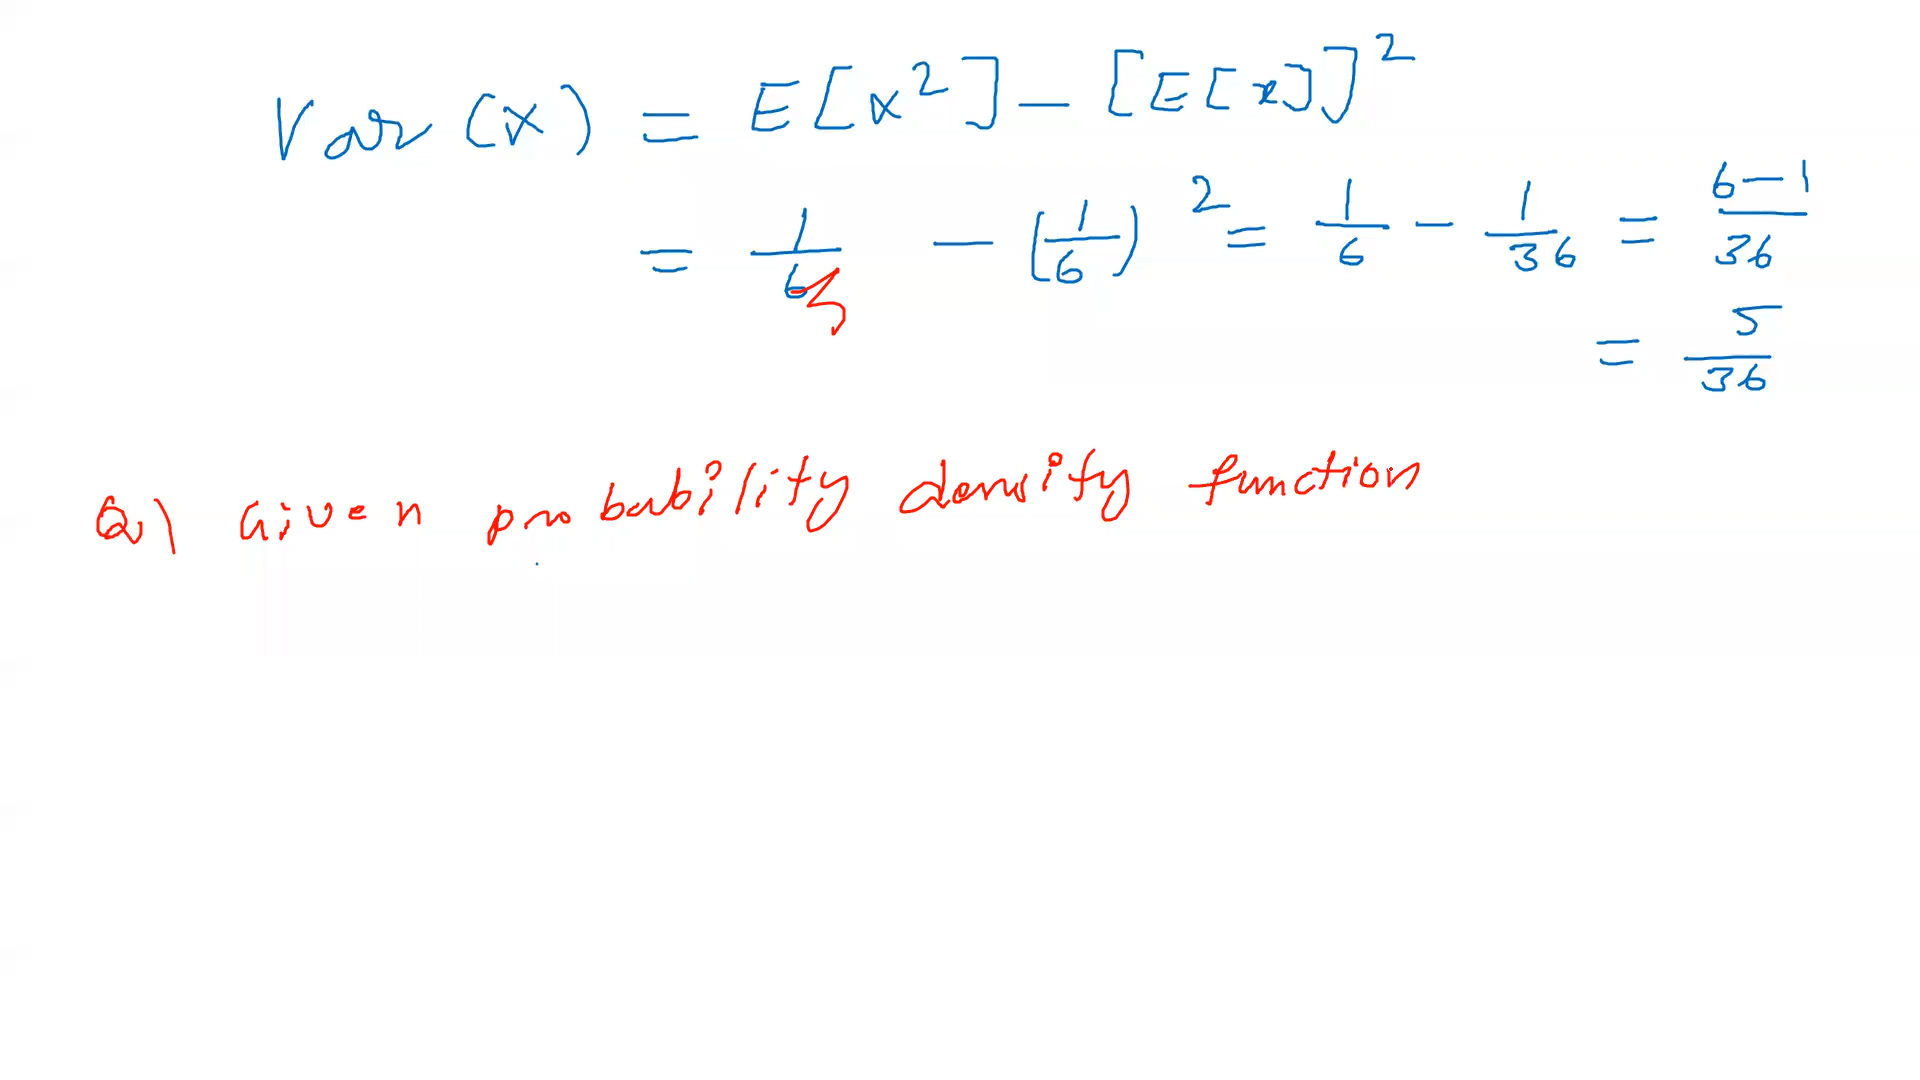 Var (x) = E[x²] - [E[x]]²
= 1/6 - (1/6)² = 1/6 - 1/36 = 6-1/36
= 5/36
Q1) Given probability density function